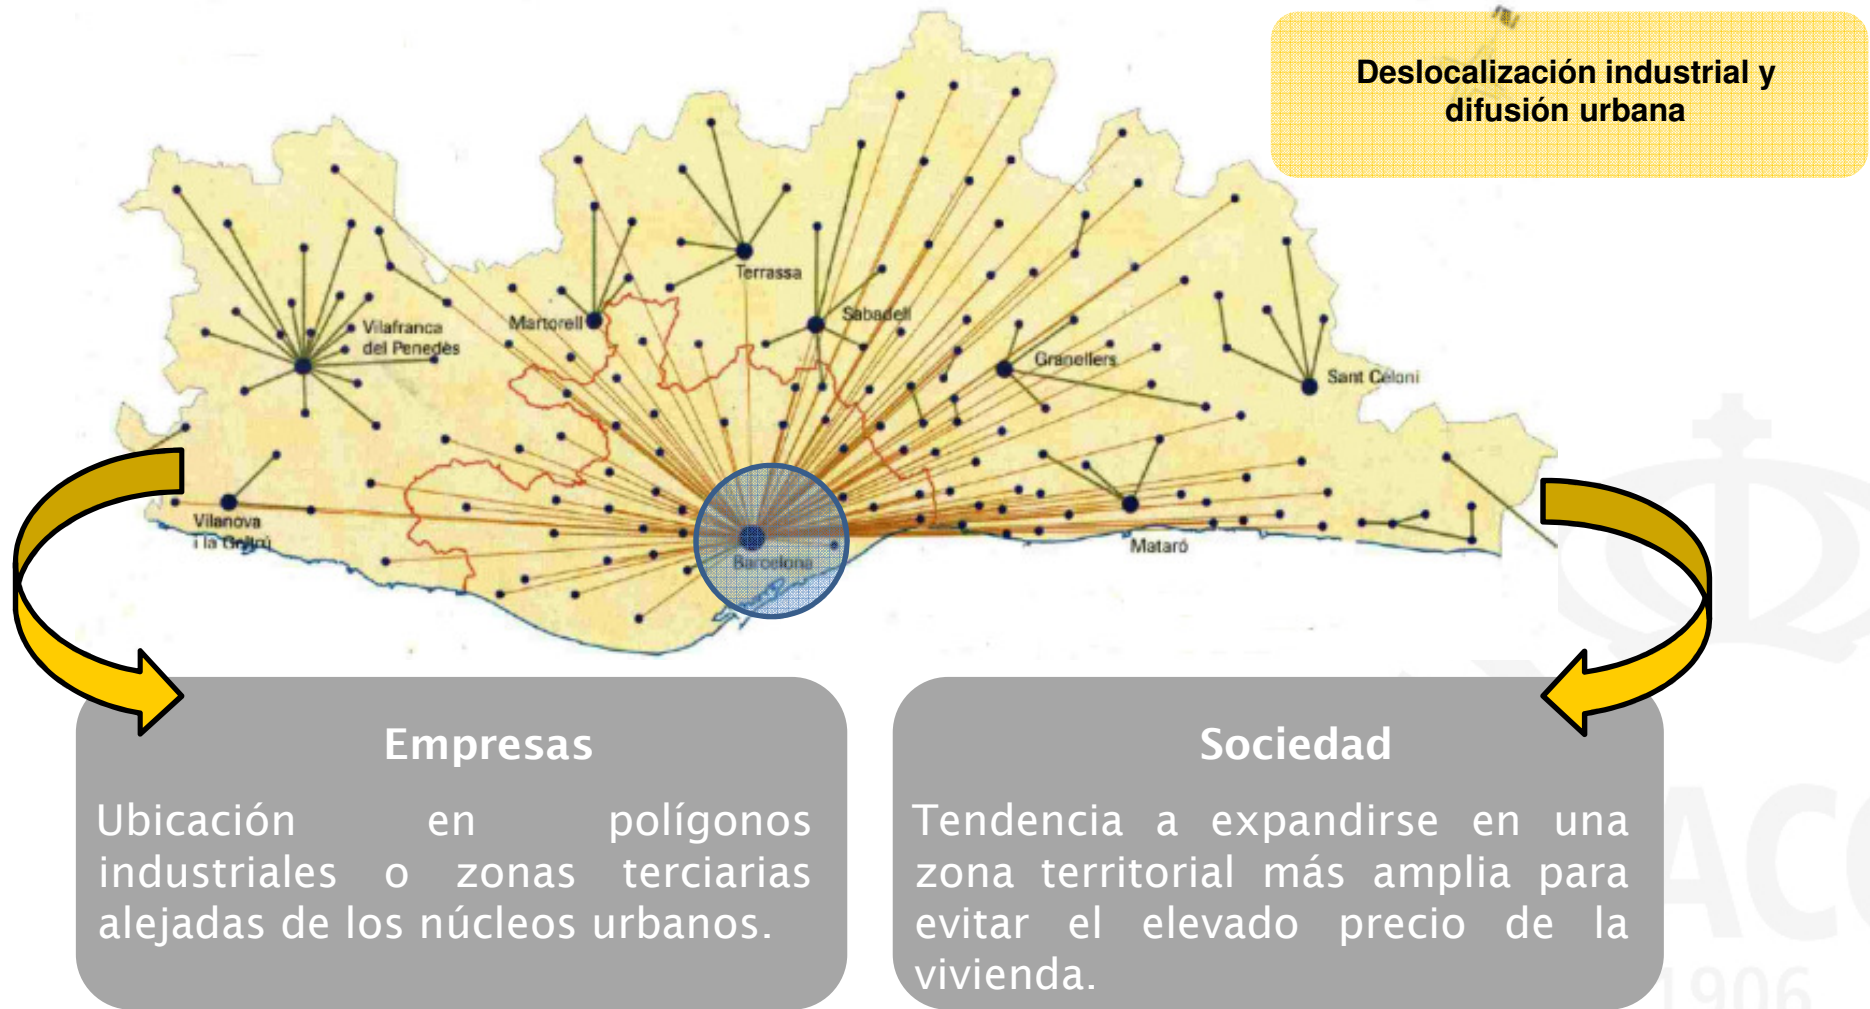 Deslocalización industrial y
difusión urbana
Terrassa
Sabadell
Martorell
Vilafranca
del Penedès
Granollers
Sant Celoni
Vilanova
i la Geltrú
Barcelona
Mataró
Empresas
Ubicación en polígonos
industriales o zonas terciarias
alejadas de los núcleos urbanos.
Sociedad
Tendencia a expandirse en una
zona territorial más amplia para
evitar el elevado precio de la
vivienda.
1906